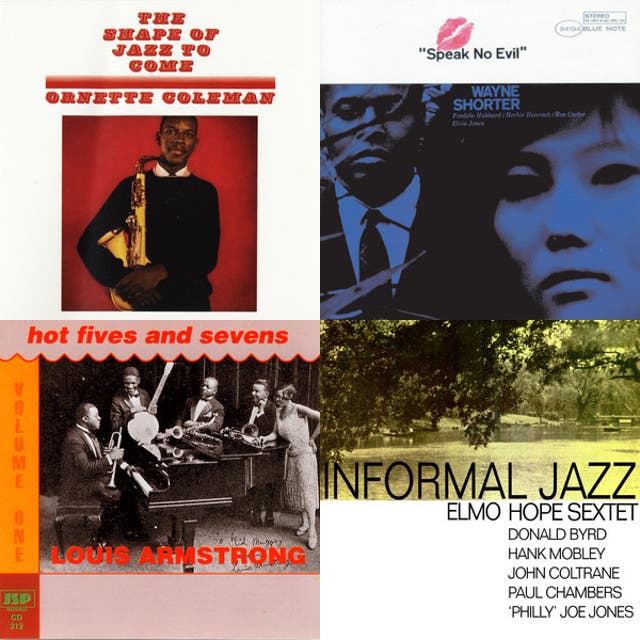 THE
SHAPE OF
JAZZ TO
COME
ORNETTE COLEMAN
"Speak No Evil"
STEREO
84194 BLUE NOTE
WAYNE
SHORTER
Freddie Hubbard / Herbie Hancock / Ron Carter
Elvin Jones
hot fives and sevens
VOLUME ONE
LOUIS ARMSTRONG
JSP
RECORDS
CD
312
INFORMAL JAZZ
ELMO HOPE SEXTET
DONALD BYRD
HANK MOBLEY
JOHN COLTRANE
PAUL CHAMBERS
'PHILLY' JOE JONES